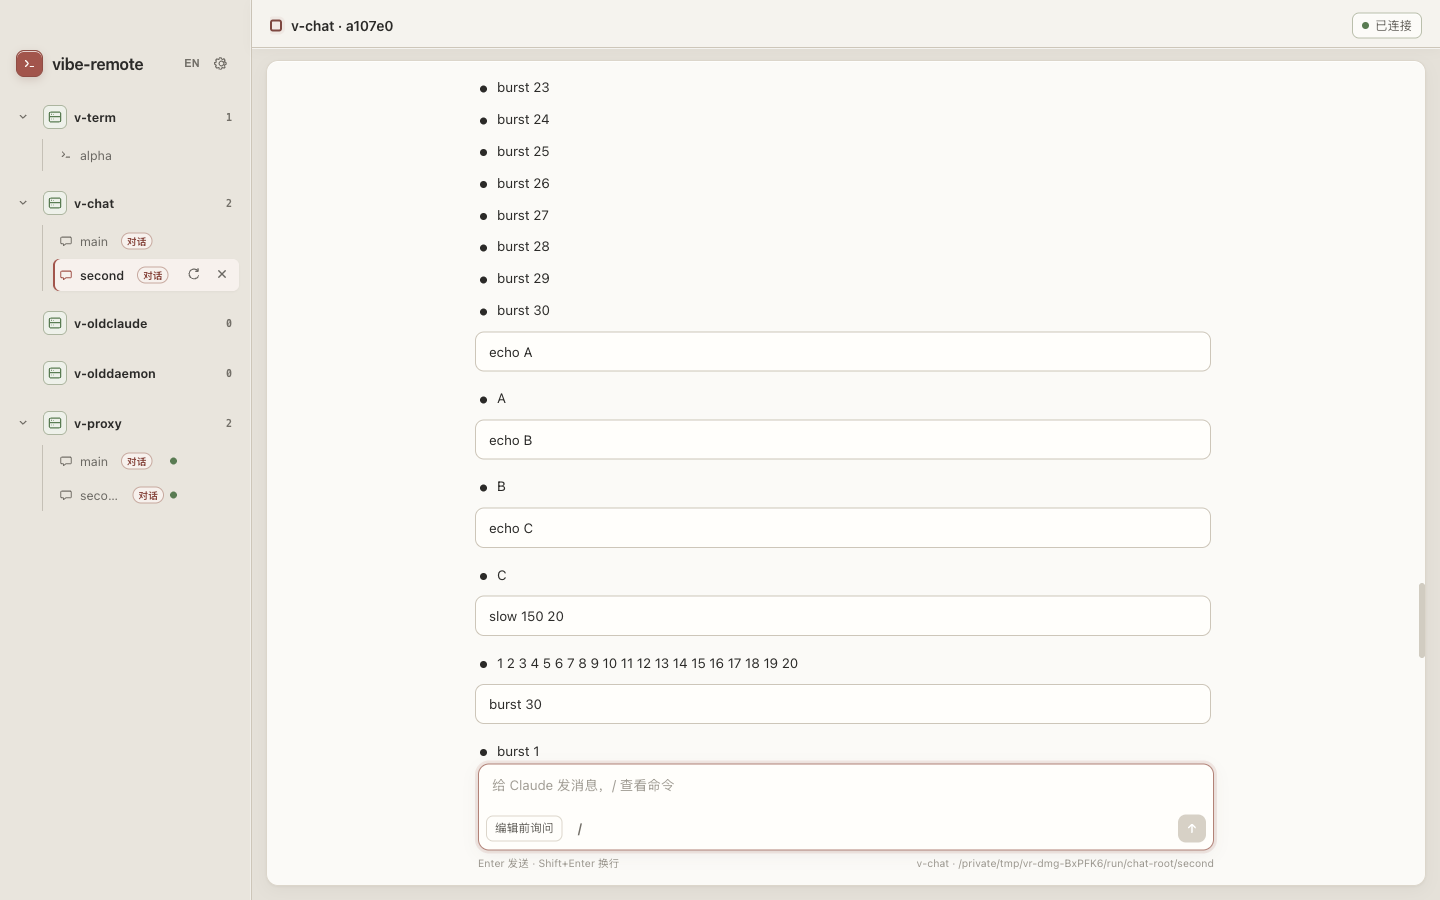 vibe-remote
EN
v-term
1
alpha
v-chat
2
main
对话
second
对话
v-oldclaude
0
v-olddaemon
0
v-proxy
2
main
对话
seco...
对话
v-chat · a107e0
已连接
burst 23
burst 24
burst 25
burst 26
burst 27
burst 28
burst 29
burst 30
echo A
A
echo B
B
echo C
C
slow 150 20
1 2 3 4 5 6 7 8 9 10 11 12 13 14 15 16 17 18 19 20
burst 30
burst 1
给 Claude 发消息，/ 查看命令
编辑前询问
/
Enter 发送 · Shift+Enter 换行
v-chat · /private/tmp/vr-dmg-BxPFK6/run/chat-root/second